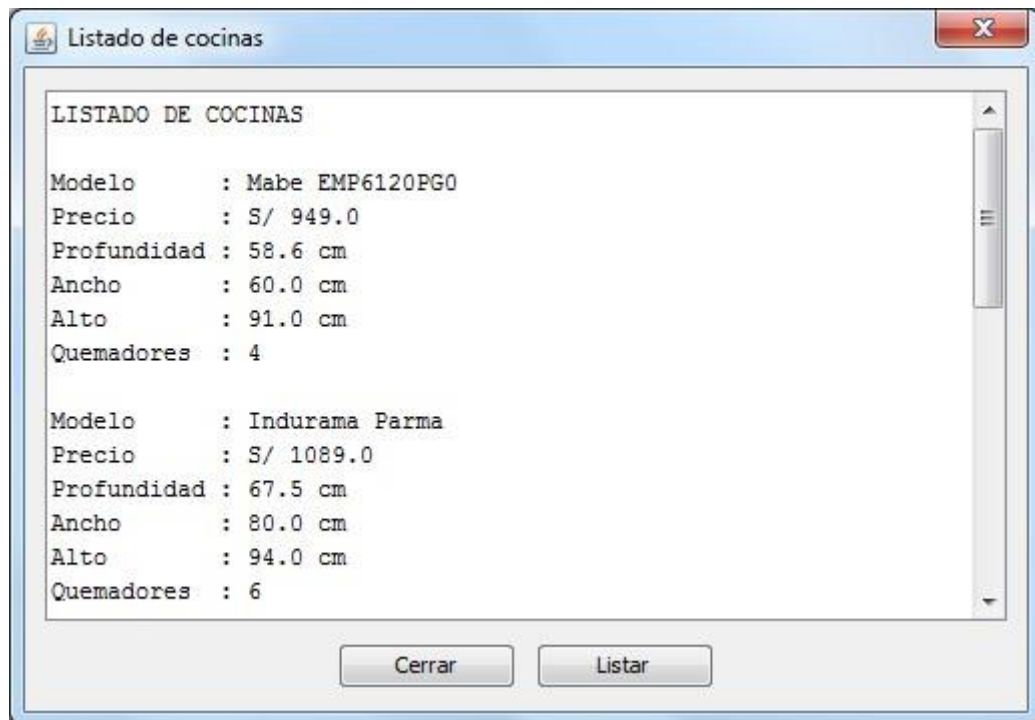 Listado de cocinas
LISTADO DE COCINAS
Modelo : Mabe EMP6120PG0
Precio : S/ 949.0
Profundidad : 58.6 cm
Ancho : 60.0 cm
Alto : 91.0 cm
Quemadores : 4
Modelo : Indurama Parma
Precio : S/ 1089.0
Profundidad : 67.5 cm
Ancho : 80.0 cm
Alto : 94.0 cm
Quemadores : 6
Cerrar Listar